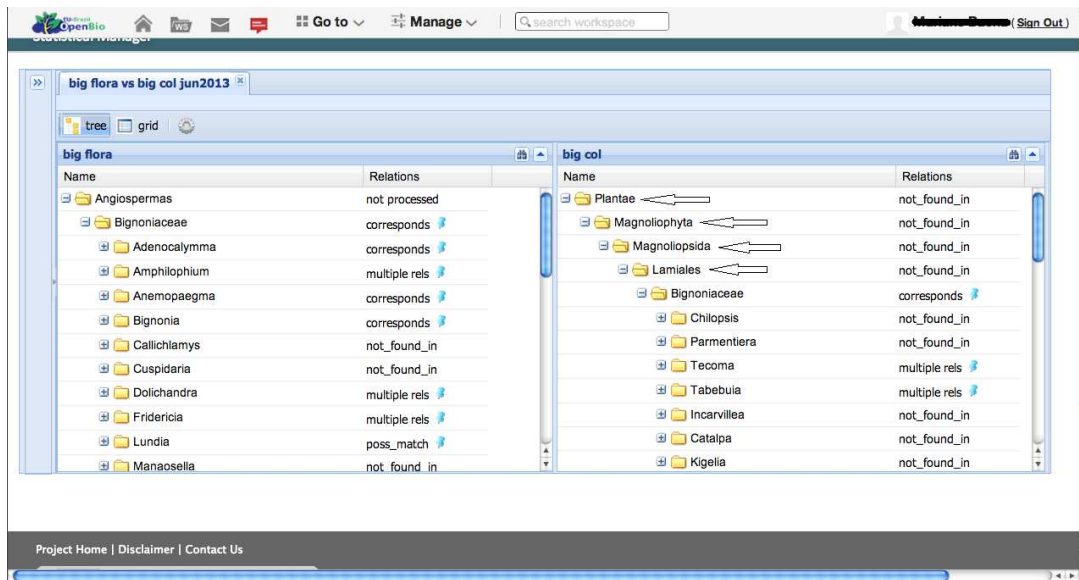 EU-Brazil
OpenBio Go to Manage search workspace (Sign Out)
Statistical Manager
big flora vs big col jun2013
tree grid
big flora big col
Name Relations Name Relations
Angiospermas not processed Plantae not_found_in
Bignoniaceae corresponds Magnoliophyta not_found_in
Adenocalymma corresponds Magnoliopsida not_found_in
Amphilophium multiple rels Lamiales not_found_in
Anemopaegma corresponds Bignoniaceae corresponds
Bignonia corresponds Chilopsis not_found_in
Callichlamys not_found_in Parmentiera not_found_in
Cuspidaria not_found_in Tecoma multiple rels
Dolichandra multiple rels Tabebuia multiple rels
Fridericia multiple rels Incarvillea not_found_in
Lundia poss_match Catalpa not_found_in
Manaosella not_found_in Kigelia not_found_in
Project Home | Disclaimer | Contact Us